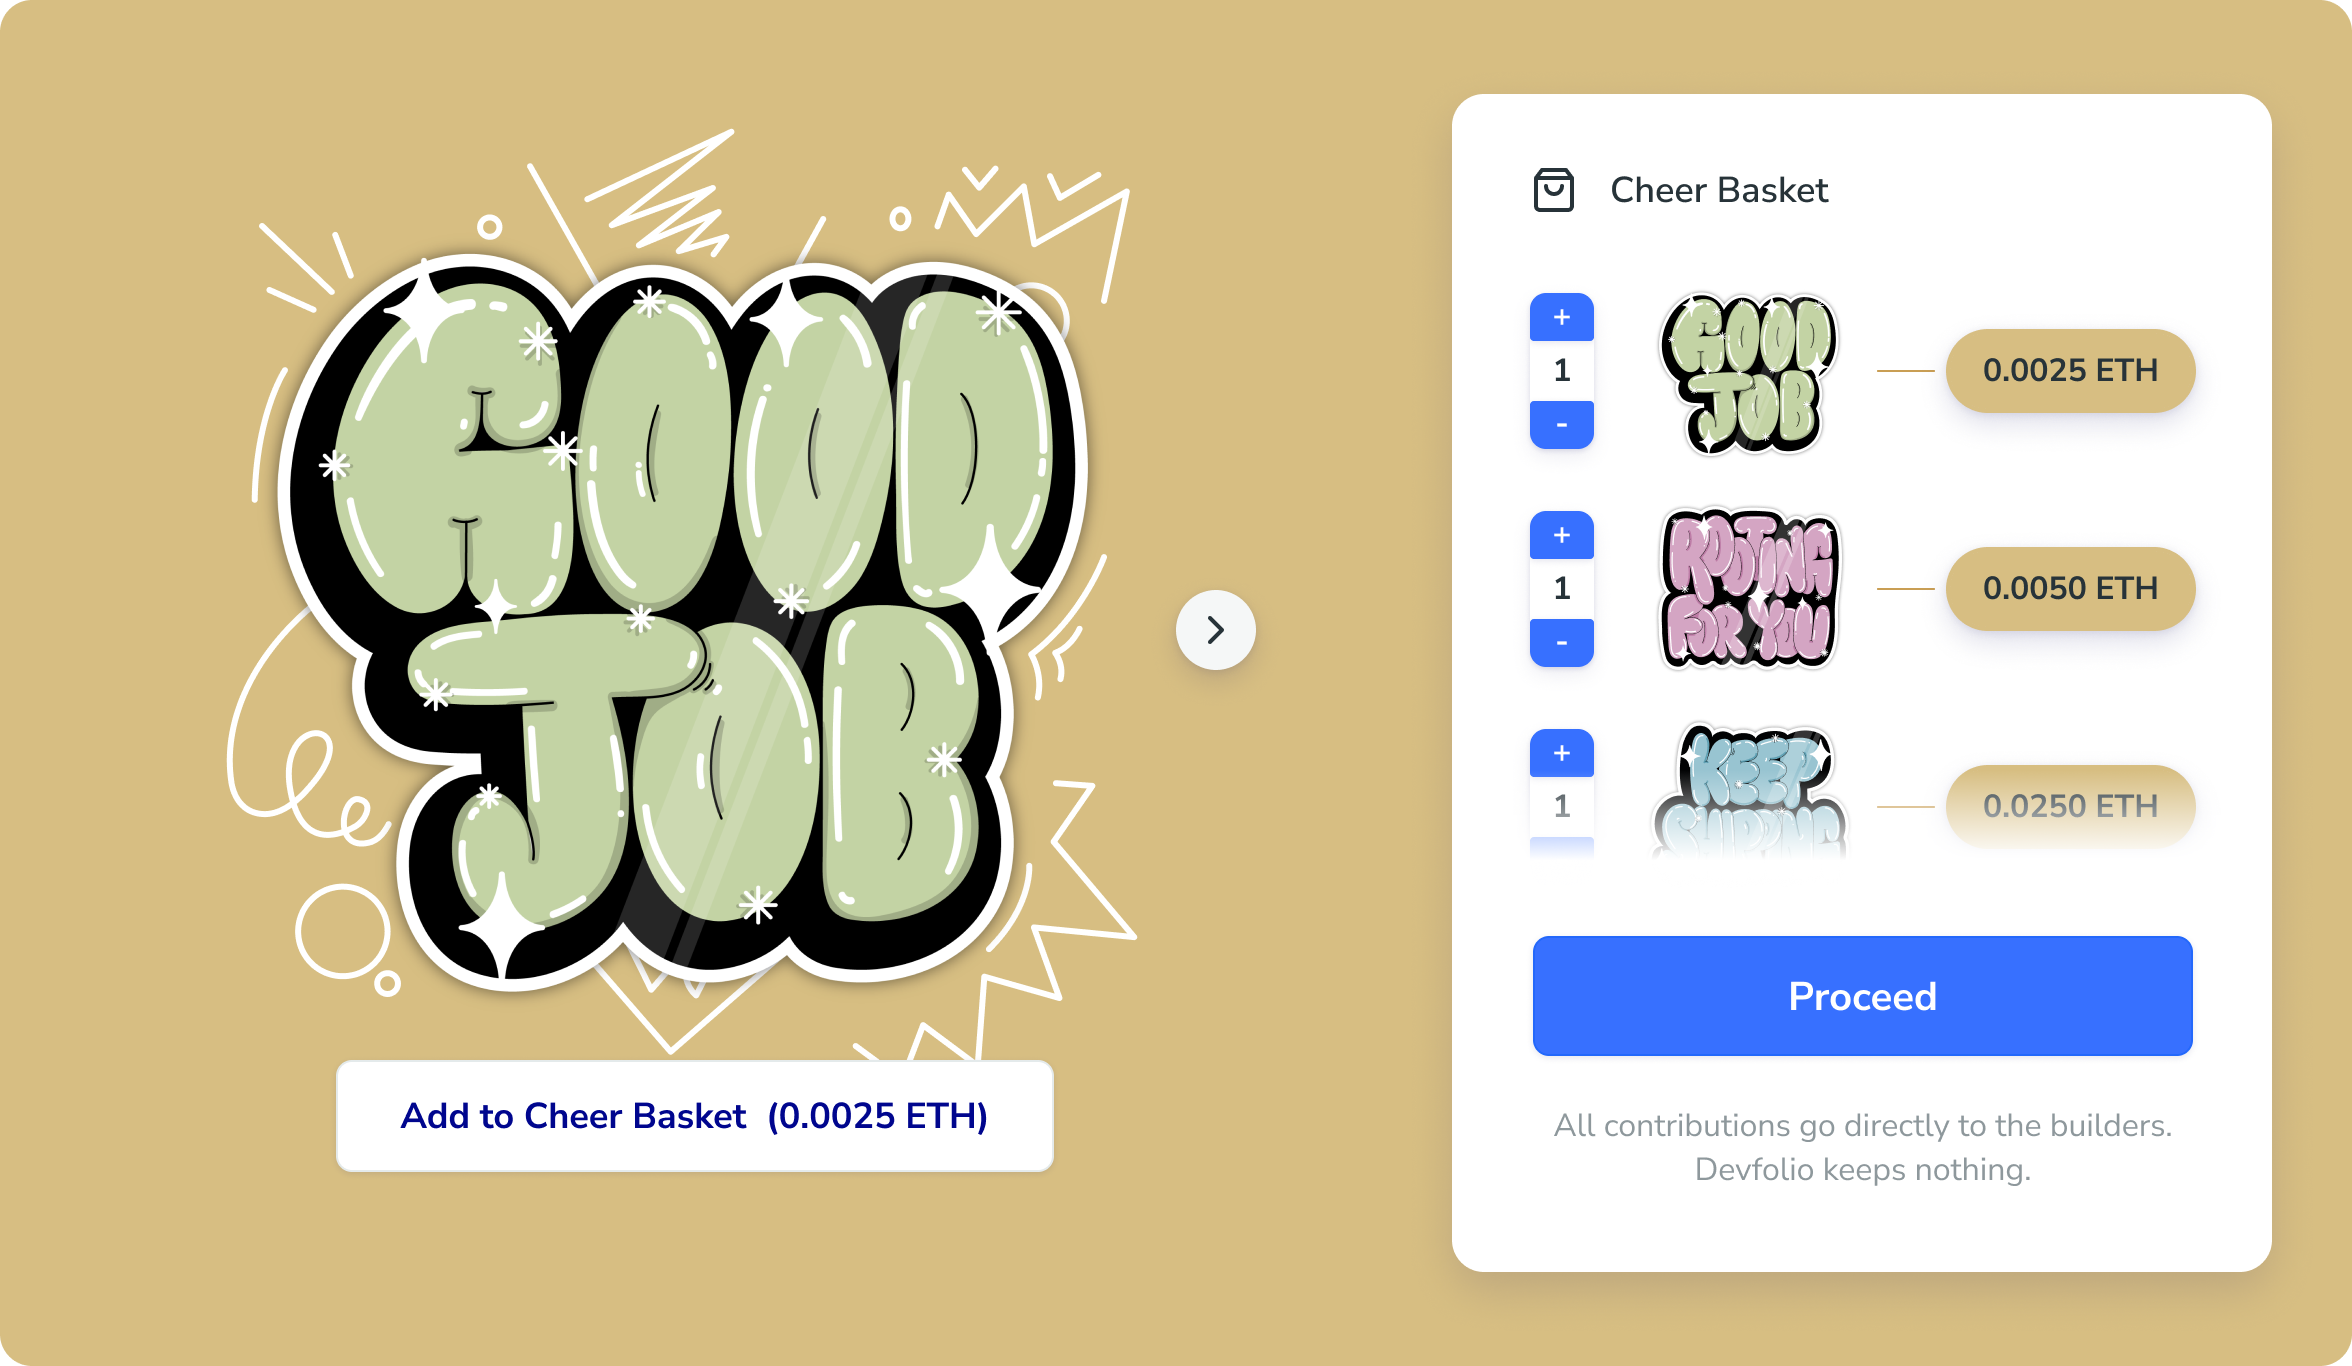 GOOD
JOB
Add to Cheer Basket (0.0025 ETH)
Cheer Basket
+
1
-
GOOD
JOB
0.0025 ETH
+
1
-
ROOTING
FOR YOU
0.0050 ETH
+
1
KEEP
0.0250 ETH
Proceed
All contributions go directly to the builders.
Devfolio keeps nothing.